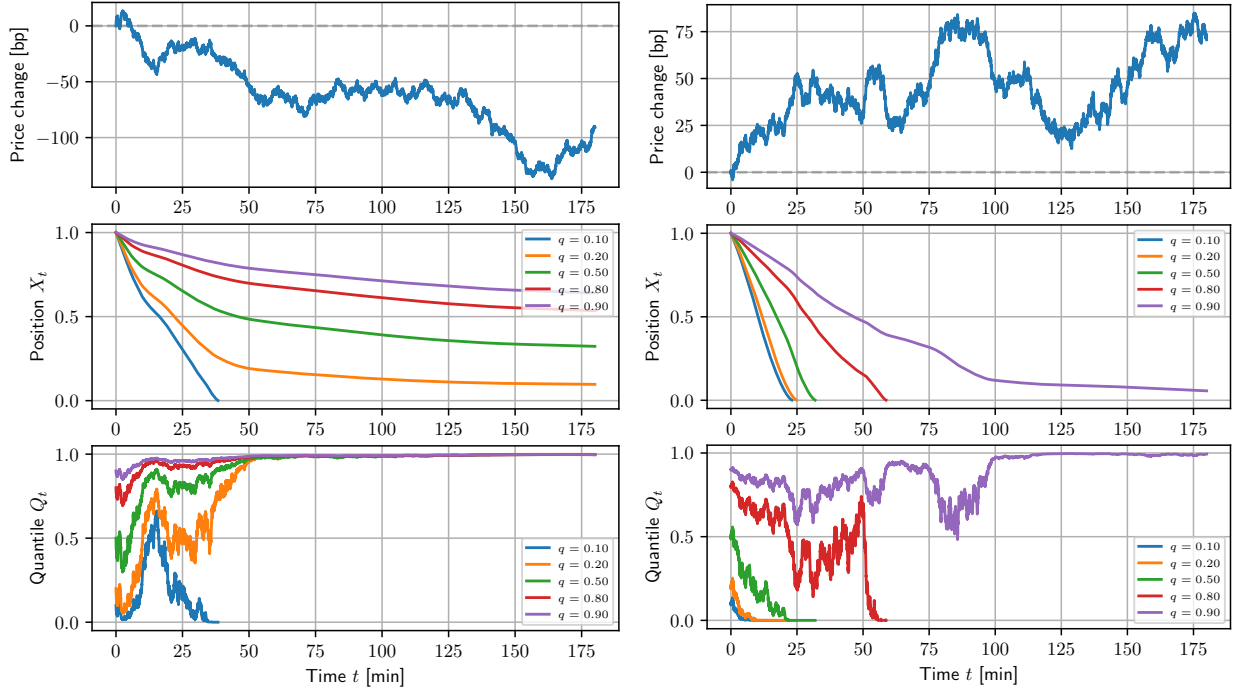 Price change [bp]
0
−50
−100
0
25
50
75
100
125
150
175
Position X_t
1.0
0.5
0.0
q = 0.10
q = 0.20
q = 0.50
q = 0.80
q = 0.90
0
25
50
75
100
125
150
175
Quantile Q_t
1.0
0.5
0.0
q = 0.10
q = 0.20
q = 0.50
q = 0.80
q = 0.90
0
25
50
75
100
125
150
175
Time t [min]
Price change [bp]
75
50
25
0
0
25
50
75
100
125
150
175
Position X_t
1.0
0.5
0.0
q = 0.10
q = 0.20
q = 0.50
q = 0.80
q = 0.90
0
25
50
75
100
125
150
175
Quantile Q_t
1.0
0.5
0.0
q = 0.10
q = 0.20
q = 0.50
q = 0.80
q = 0.90
0
25
50
75
100
125
150
175
Time t [min]